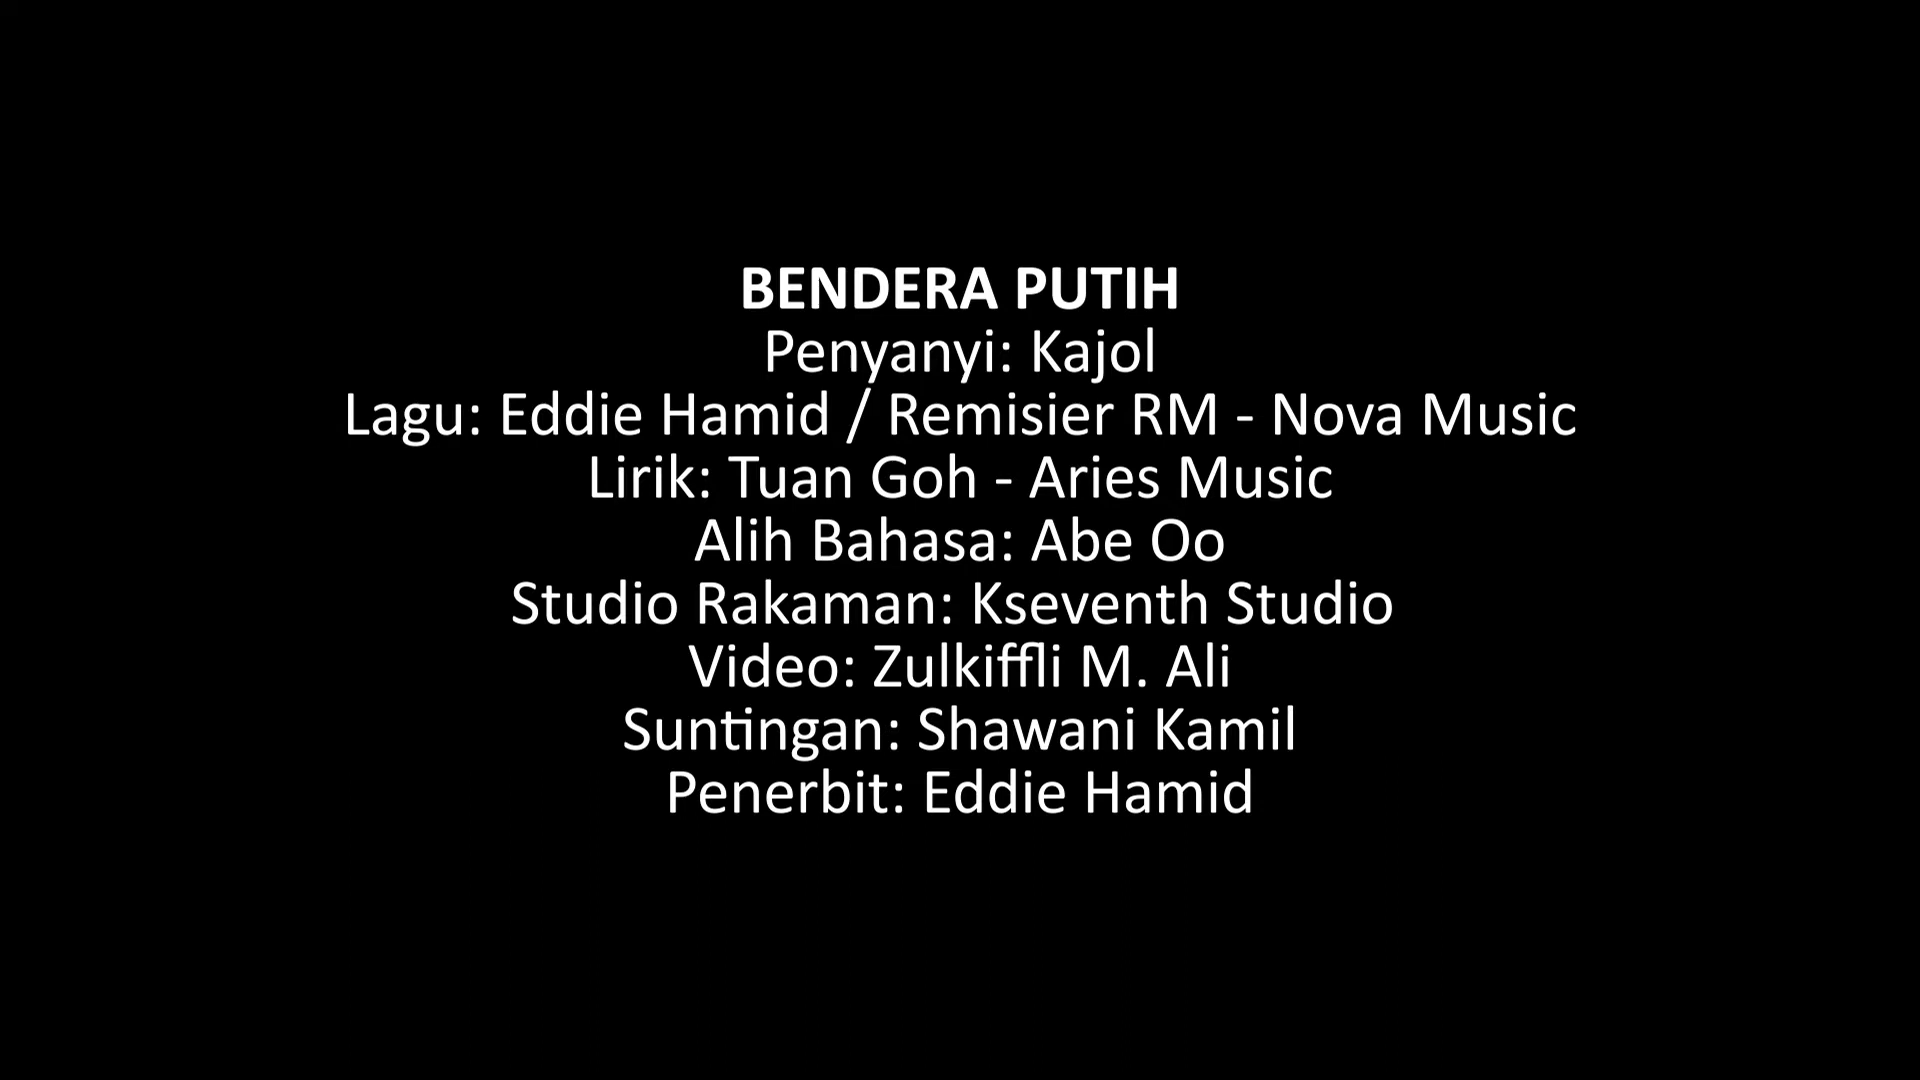 BENDERA PUTIH
Penyanyi: Kajol
Lagu: Eddie Hamid / Remisier RM - Nova Music
Lirik: Tuan Goh - Aries Music
Alih Bahasa: Abe Oo
Studio Rakaman: Kseventh Studio
Video: Zulkiffli M. Ali
Suntingan: Shawani Kamil
Penerbit: Eddie Hamid